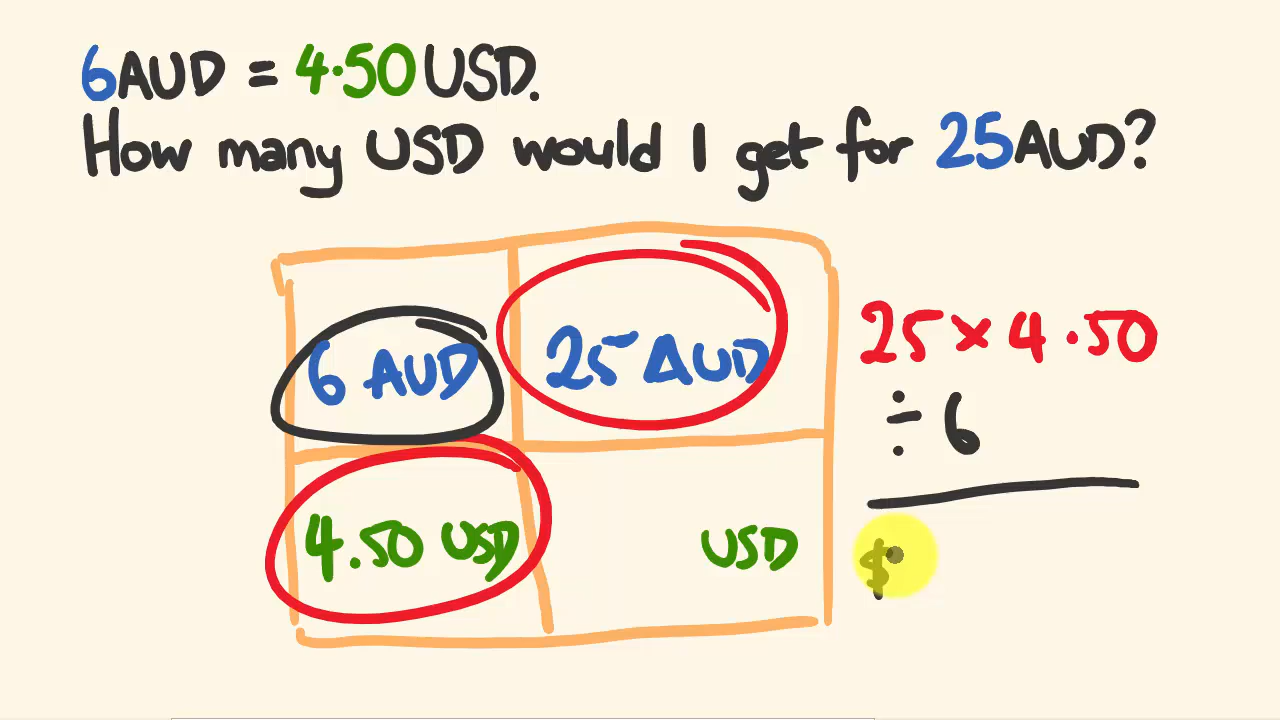 6AUD = 4.50USD.
How many USD would I get for 25AUD?
6 AUD
25 AUD
25 × 4.50
÷ 6
4.50 USD
USD
$